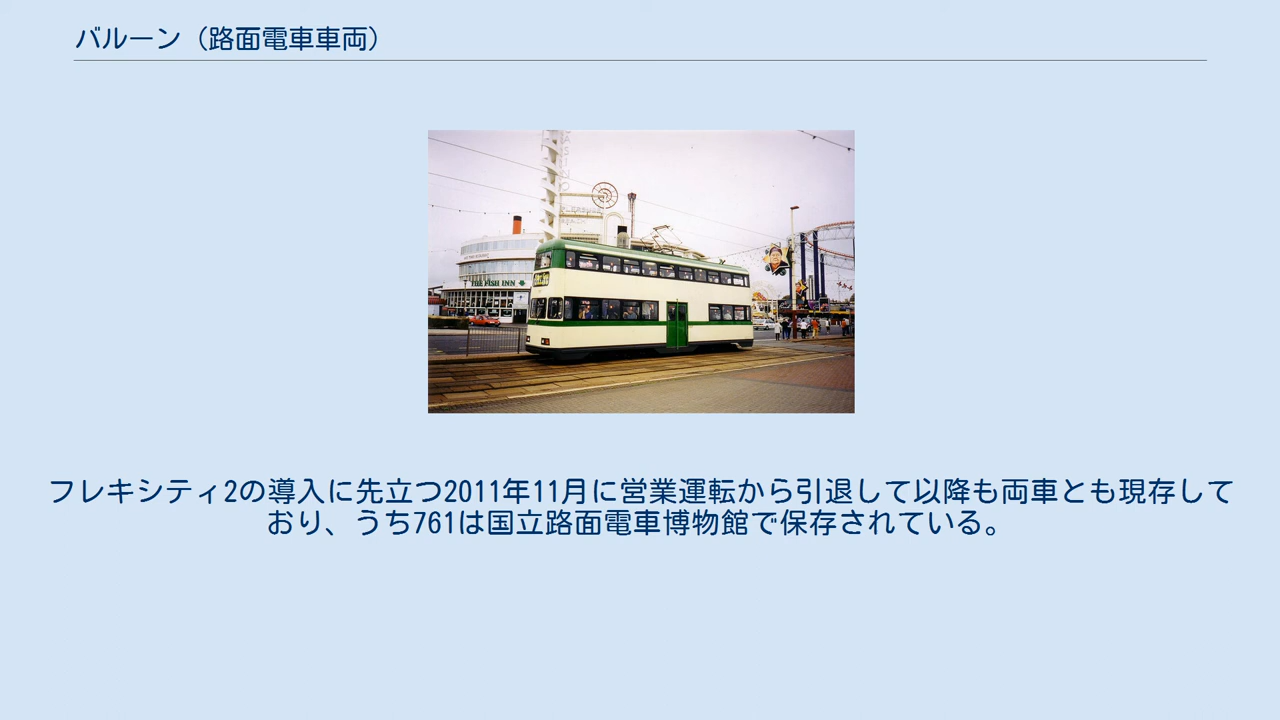 バルーン（路面電車車両）
THE FISH INN
フレキシティ2の導入に先立つ2011年11月に営業運転から引退して以降も両車とも現存して
おり、うち761は国立路面電車博物館で保存されている。